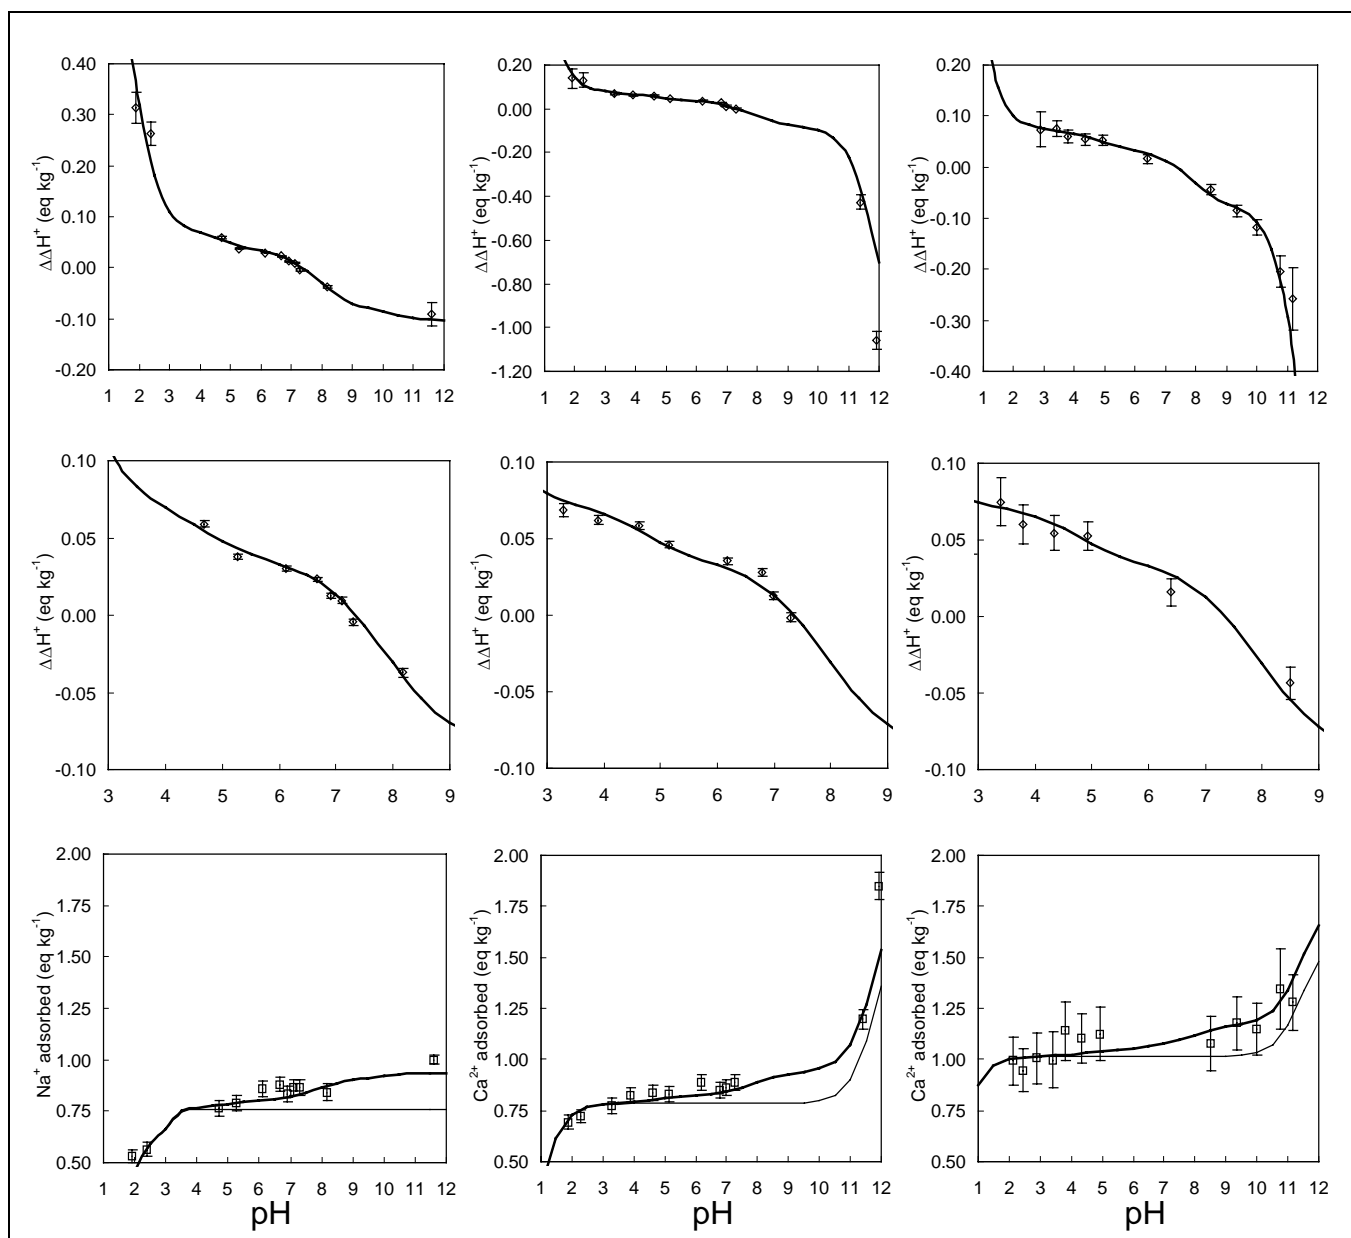 0.40
0.30
0.20
0.10
0.00
-0.10
-0.20
ΔΔH⁺ (eq kg⁻¹)
1 2 3 4 5 6 7 8 9 10 11 12
0.20
0.00
-0.20
-0.40
-0.60
-0.80
-1.00
-1.20
ΔΔH⁺ (eq kg⁻¹)
1 2 3 4 5 6 7 8 9 10 11 12
0.20
0.10
0.00
-0.10
-0.20
-0.30
-0.40
ΔΔH⁺ (eq kg⁻¹)
1 2 3 4 5 6 7 8 9 10 11 12
0.10
0.05
0.00
-0.05
-0.10
ΔΔH⁺ (eq kg⁻¹)
3 4 5 6 7 8 9
0.10
0.05
0.00
-0.05
-0.10
ΔΔH⁺ (eq kg⁻¹)
3 4 5 6 7 8 9
0.10
0.05
0.00
-0.05
-0.10
ΔΔH⁺ (eq kg⁻¹)
3 4 5 6 7 8 9
2.00
1.75
1.50
1.25
1.00
0.75
0.50
Na⁺ adsorbed (eq kg⁻¹)
1 2 3 4 5 6 7 8 9 10 11 12
pH
2.00
1.75
1.50
1.25
1.00
0.75
0.50
Ca²⁺ adsorbed (eq kg⁻¹)
1 2 3 4 5 6 7 8 9 10 11 12
pH
2.00
1.75
1.50
1.25
1.00
0.75
0.50
Ca²⁺ adsorbed (eq kg⁻¹)
1 2 3 4 5 6 7 8 9 10 11 12
pH